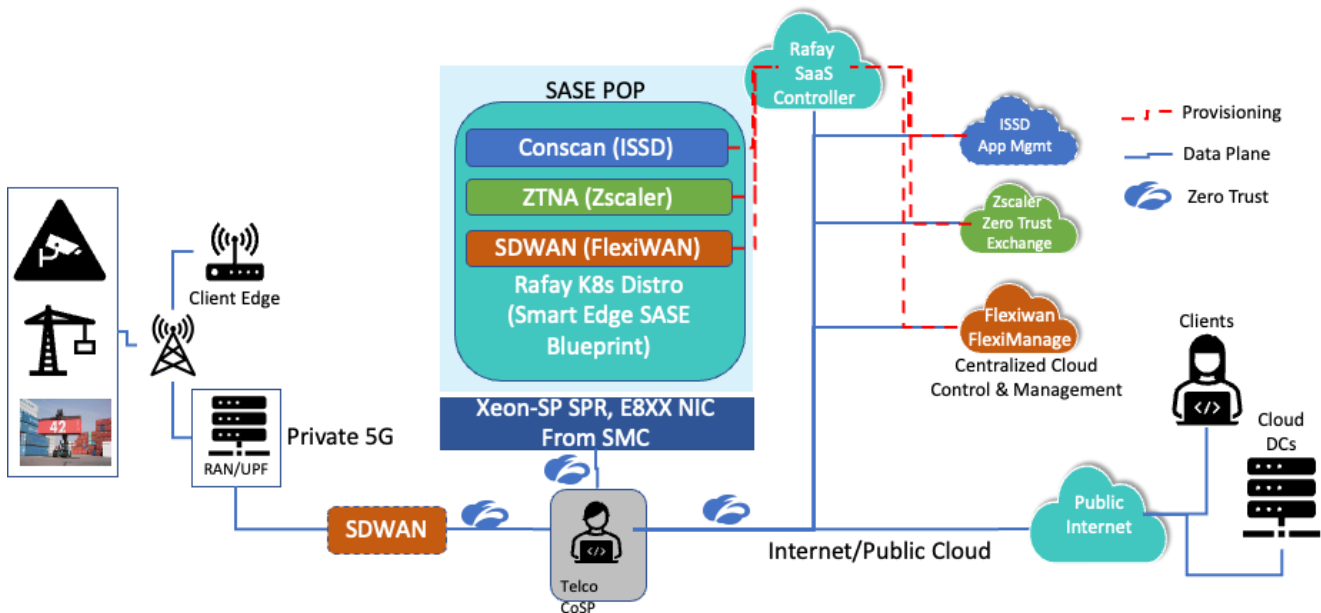 Rafay
SaaS
Controller
SASE POP
Conscan (ISSD)
ZTNA (Zscaler)
SDWAN (FlexiWAN)
Rafay K8s Distro
(Smart Edge SASE
Blueprint)
Xeon-SP SPR, E8XX NIC
From SMC
ISSD
App Mgmt
Zscaler
Zero Trust
Exchange
Flexiwan
FlexiManage
Centralized Cloud
Control & Management
Provisioning
Data Plane
Zero Trust
Client Edge
42
RAN/UPF
Private 5G
SDWAN
</>
Telco
CoSP
Internet/Public Cloud
Public
Internet
Clients
</>
Cloud
DCs